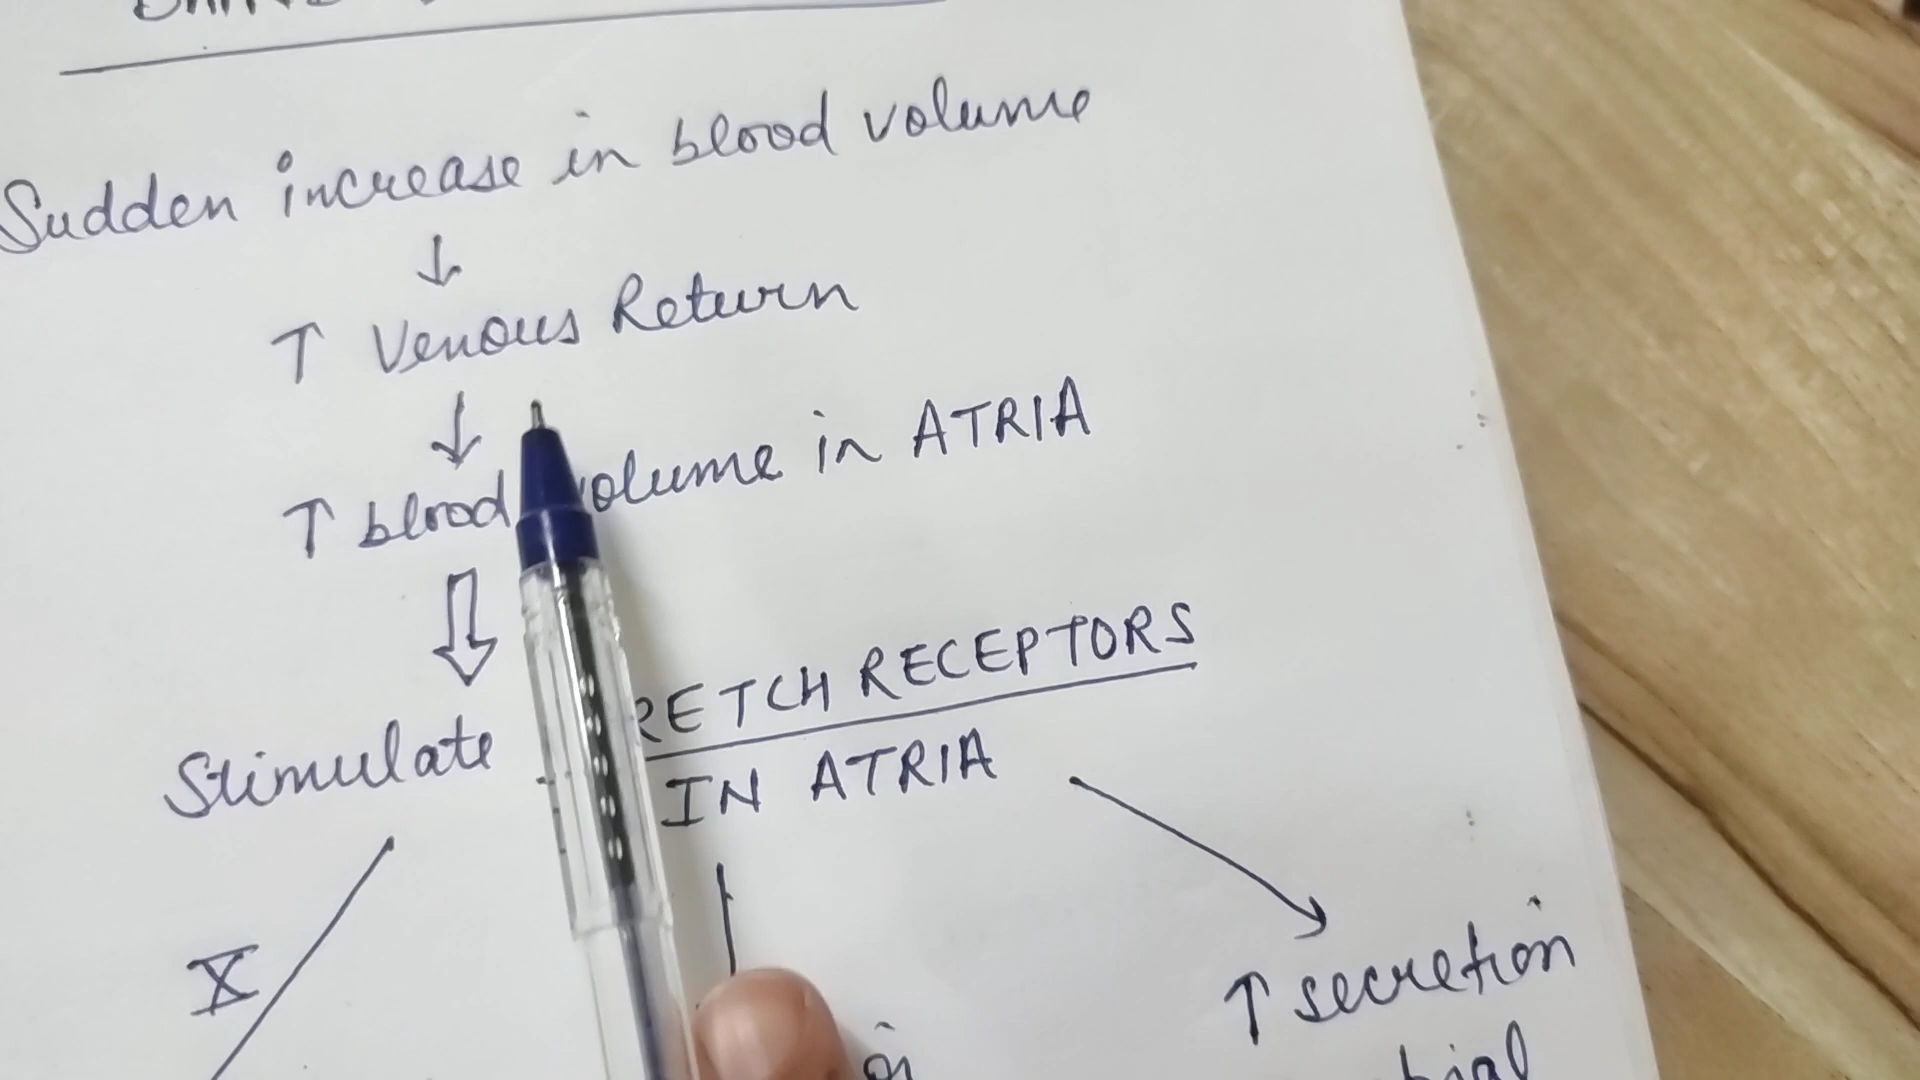 Sudden increase in blood volume
↓
↑ Venous Return
↓
↑ blood volume in ATRIA
⇓
Stimulate RETCH RECEPTORS
IN ATRIA
X
↑ secretion